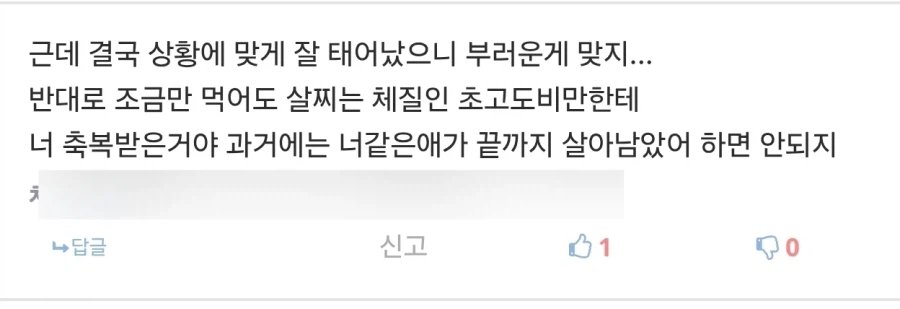 근데 결국 상황에 맞게 잘 태어났으니 부러운게 맞지...
반대로 조금만 먹어도 살찌는 체질인 초고도비만한테
너 축복받은거야 과거에는 너같은애가 끝까지 살아남았어 하면 안되지
답글 신고 1 0